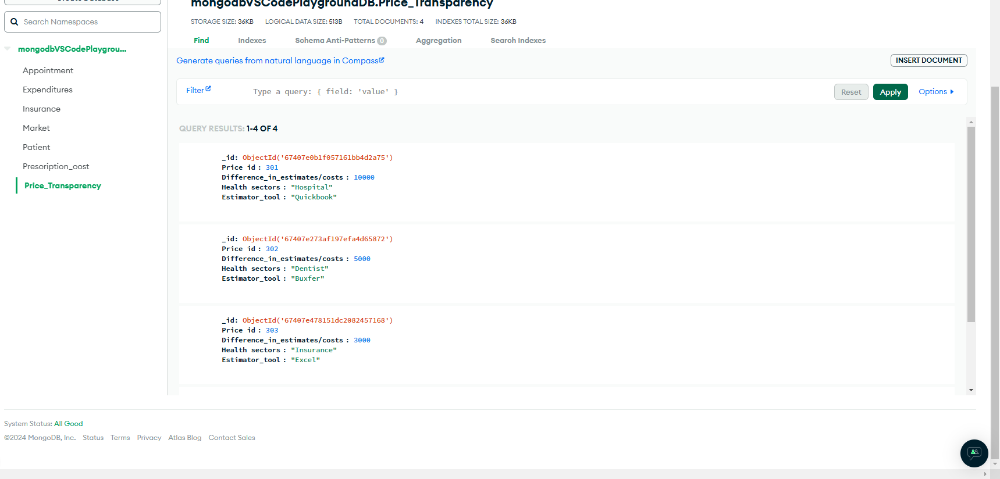 mongodbVSCodePlaygroundDB.Price_Transparency
Search Namespaces
STORAGE SIZE: 36KB LOGICAL DATA SIZE: 513B TOTAL DOCUMENTS: 4 INDEXES TOTAL SIZE: 36KB
mongodbVSCodePlaygrou...
Appointment
Expenditures
Insurance
Market
Patient
Prescription_cost
Price_Transparency
Find Indexes Schema Anti-Patterns 0 Aggregation Search Indexes
Generate queries from natural language in Compass
INSERT DOCUMENT
Filter Type a query: { field: 'value' } Reset Apply Options
QUERY RESULTS: 1-4 OF 4
_id: ObjectId('67407e0b1f057161bb4d2a75')
Price id : 301
Difference_in_estimates/costs : 10000
Health sectors : "Hospital"
Estimator_tool : "Quickbook"
_id: ObjectId('67407e273af197efa4d65872')
Price id : 302
Difference_in_estimates/costs : 5000
Health sectors : "Dentist"
Estimator_tool : "Buxfer"
_id: ObjectId('67407e478151dc2082457168')
Price id : 303
Difference_in_estimates/costs : 3000
Health sectors : "Insurance"
Estimator_tool : "Excel"
System Status: All Good
©2024 MongoDB, Inc. Status Terms Privacy Atlas Blog Contact Sales